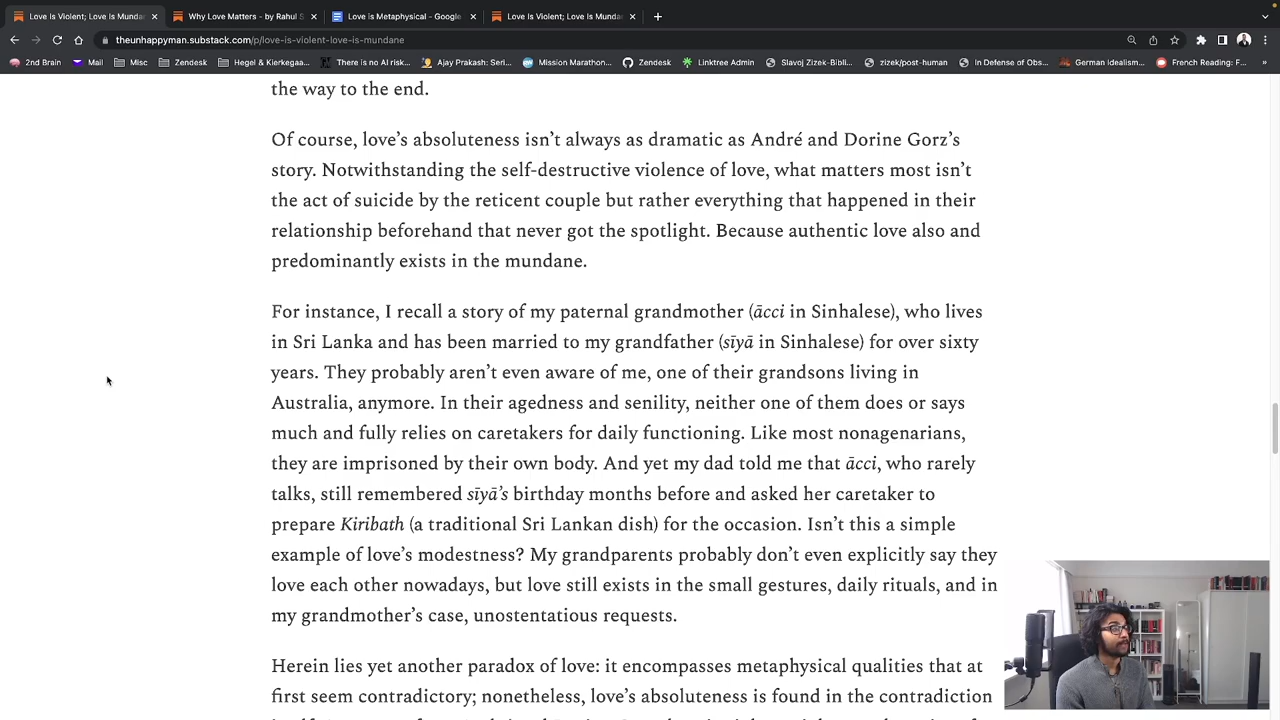 Love Is Violent; Love Is Munda
Why Love Matters - by Rahul S
Love is Metaphysical - Google
Love Is Violent; Love Is Munda
theunhappyman.substack.com/p/love-is-violent-love-is-mundane
2nd Brain
Mail
Misc
Zendesk
Hegel & Kierkegaa...
There is no AI risk...
Ajay Prakash: Seri...
Mission Marathon...
Zendesk
Linktree Admin
Slavoj Zizek-Bibli...
zizek/post-human
In Defense of Obs...
German Idealism...
French Reading: F...
the way to the end.
Of course, love’s absoluteness isn’t always as dramatic as André and Dorine Gorz’s
story. Notwithstanding the self-destructive violence of love, what matters most isn’t
the act of suicide by the reticent couple but rather everything that happened in their
relationship beforehand that never got the spotlight. Because authentic love also and
predominantly exists in the mundane.
For instance, I recall a story of my paternal grandmother (ācci in Sinhalese), who lives
in Sri Lanka and has been married to my grandfather (sīyā in Sinhalese) for over sixty
years. They probably aren’t even aware of me, one of their grandsons living in
Australia, anymore. In their agedness and senility, neither one of them does or says
much and fully relies on caretakers for daily functioning. Like most nonagenarians,
they are imprisoned by their own body. And yet my dad told me that ācci, who rarely
talks, still remembered sīyā’s birthday months before and asked her caretaker to
prepare Kiribath (a traditional Sri Lankan dish) for the occasion. Isn’t this a simple
example of love’s modestness? My grandparents probably don’t even explicitly say they
love each other nowadays, but love still exists in the small gestures, daily rituals, and in
my grandmother’s case, unostentatious requests.
Herein lies yet another paradox of love: it encompasses metaphysical qualities that at
first seem contradictory; nonetheless, love’s absoluteness is found in the contradiction